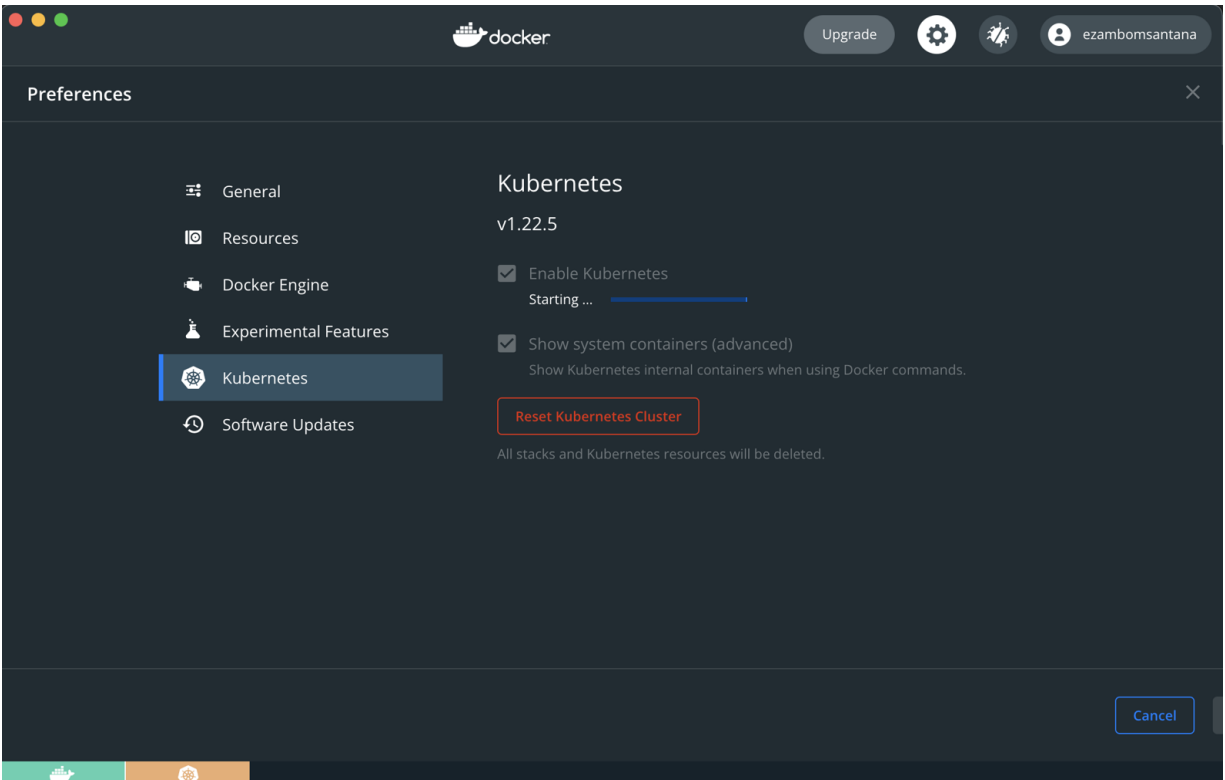 docker
Upgrade
ezambomsantana
Preferences
General
Resources
Docker Engine
Experimental Features
Kubernetes
Software Updates
Kubernetes
v1.22.5
Enable Kubernetes
Starting ...
Show system containers (advanced)
Show Kubernetes internal containers when using Docker commands.
Reset Kubernetes Cluster
All stacks and Kubernetes resources will be deleted.
Cancel